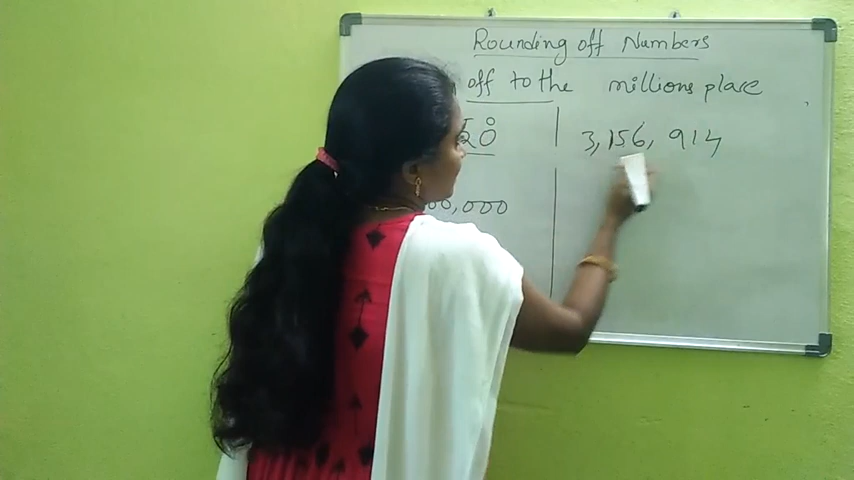 Rounding off Numbers
off to the millions place
20 3,156,914
00,000